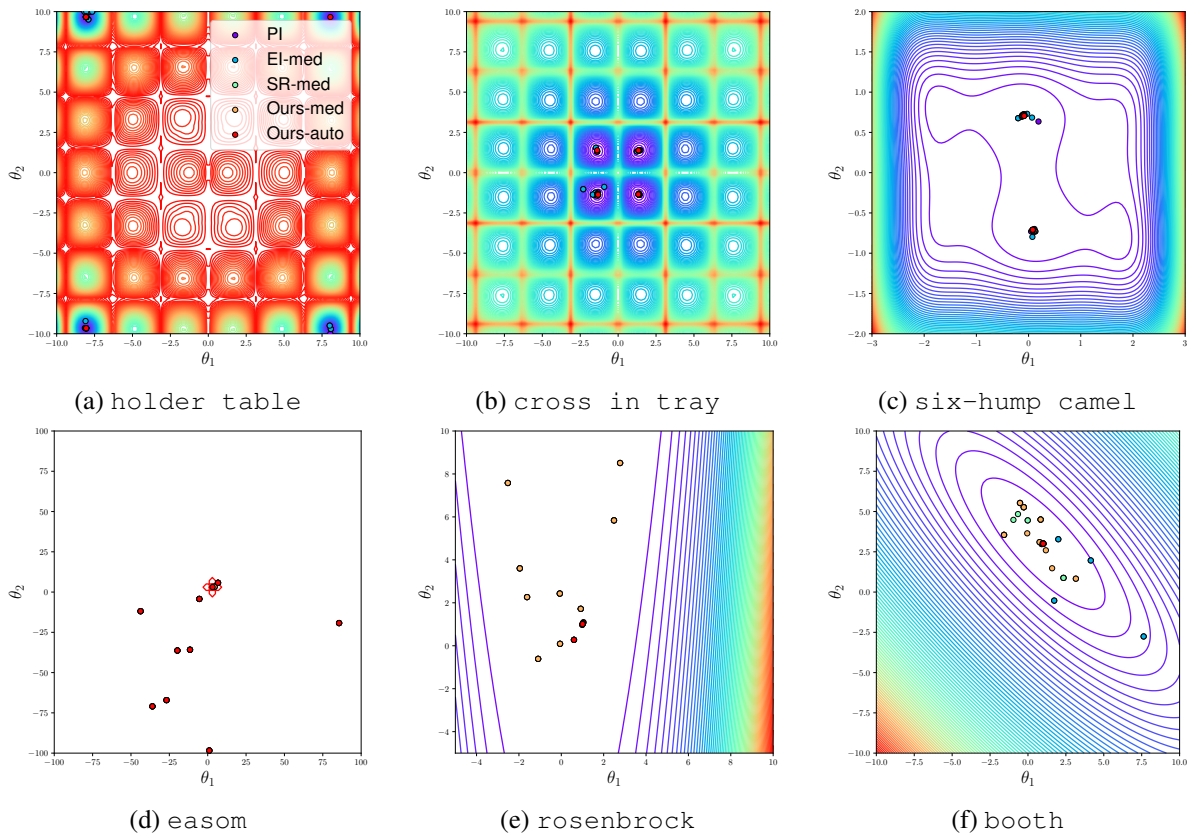 10.0
7.5
5.0
2.5
0.0
−2.5
−5.0
−7.5
−10.0
θ2
−10.0 −7.5 −5.0 −2.5 0.0 2.5 5.0 7.5 10.0
θ1
PI
EI-med
SR-med
Ours-med
Ours-auto
(a) holder table
10.0
7.5
5.0
2.5
0.0
−2.5
−5.0
−7.5
−10.0
θ2
−10.0 −7.5 −5.0 −2.5 0.0 2.5 5.0 7.5 10.0
θ1
(b) cross in tray
2.0
1.5
1.0
0.5
0.0
−0.5
−1.0
−1.5
−2.0
θ2
−3 −2 −1 0 1 2 3
θ1
(c) six-hump camel
100
75
50
25
0
−25
−50
−75
−100
θ2
−100 −75 −50 −25 0 25 50 75 100
θ1
(d) easom
10
8
6
4
2
0
−2
−4
θ2
−4 −2 0 2 4 6 8 10
θ1
(e) rosenbrock
10.0
7.5
5.0
2.5
0.0
−2.5
−5.0
−7.5
−10.0
θ2
−10.0 −7.5 −5.0 −2.5 0.0 2.5 5.0 7.5 10.0
θ1
(f) booth